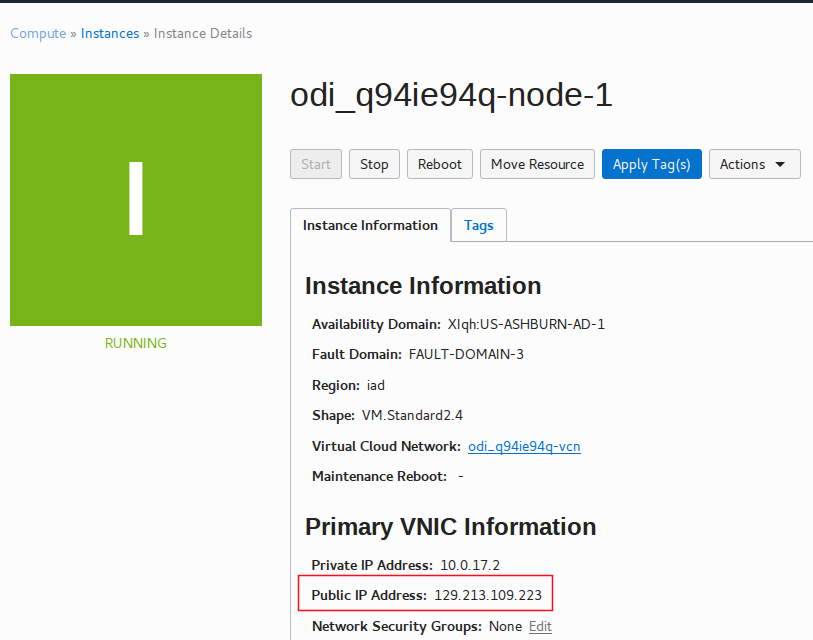 Compute » Instances » Instance Details
I
RUNNING
odi_q94ie94q-node-1
Start Stop Reboot Move Resource Apply Tag(s) Actions
Instance Information Tags
Instance Information
Availability Domain: XIqh:US-ASHBURN-AD-1
Fault Domain: FAULT-DOMAIN-3
Region: iad
Shape: VM.Standard2.4
Virtual Cloud Network: odi_q94ie94q-vcn
Maintenance Reboot: -
Primary VNIC Information
Private IP Address: 10.0.17.2
Public IP Address: 129.213.109.223
Network Security Groups: None Edit